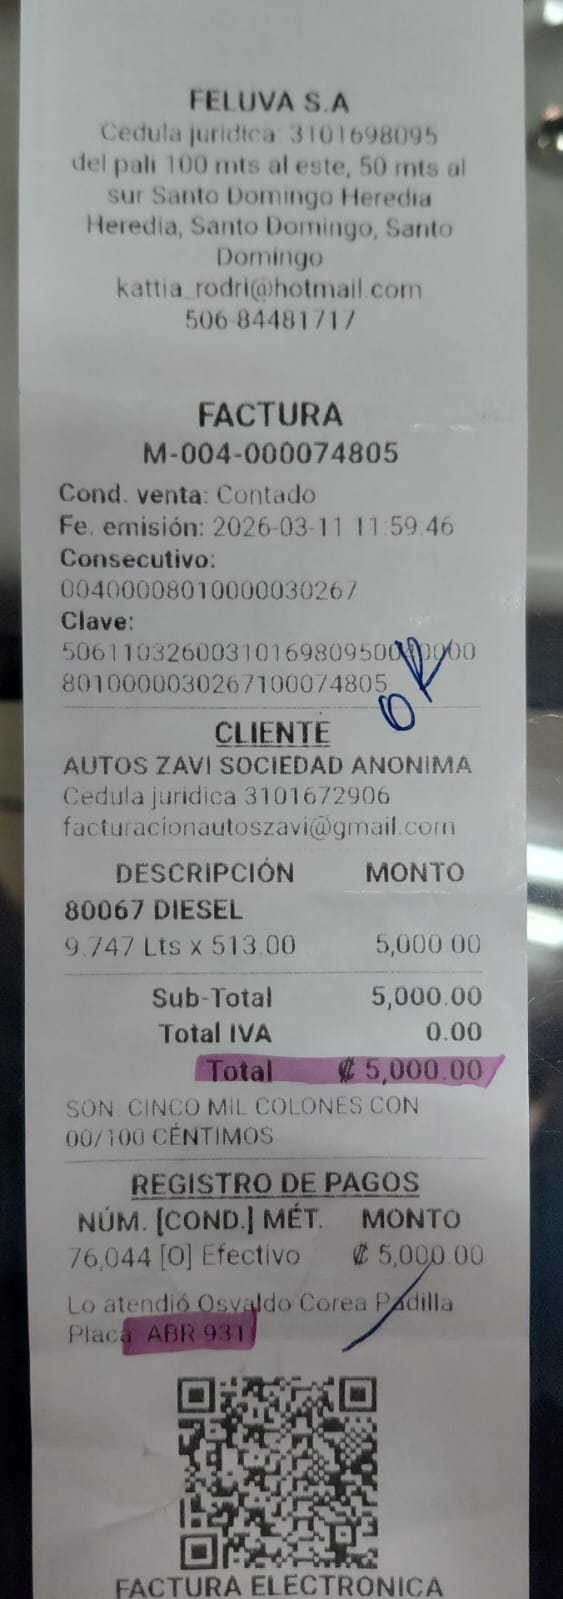 FELUVA S.A
Cedula juridica: 3101698095
del pali 100 mts al este, 50 mts al
sur Santo Domingo Heredia
Heredia, Santo Domingo, Santo
Domingo
kattia_rodri@hotmail.com
506-84481717
FACTURA
M-004-000074805
Cond. venta: Contado
Fe. emisión: 2026-03-11 11:59:46
Consecutivo:
00400008010000030267
Clave:
506110326003101698095004​0000
8010000030267100074805
OK
CLIENTE
AUTOS ZAVI SOCIEDAD ANONIMA
Cedula juridica 3101672906
facturacionautoszavi@gmail.com
DESCRIPCIÓN MONTO
80067 DIESEL
9.747 Lts x 513.00 5,000.00
Sub-Total 5,000.00
Total IVA 0.00
Total ₡ 5,000.00
SON: CINCO MIL COLONES CON
00/100 CÉNTIMOS
REGISTRO DE PAGOS
NÚM. [COND.] MÉT. MONTO
76,044 [O] Efectivo ₡ 5,000.00
Lo atendió Osvaldo Corea Padilla
Placa: ABR 931
FACTURA ELECTRONICA